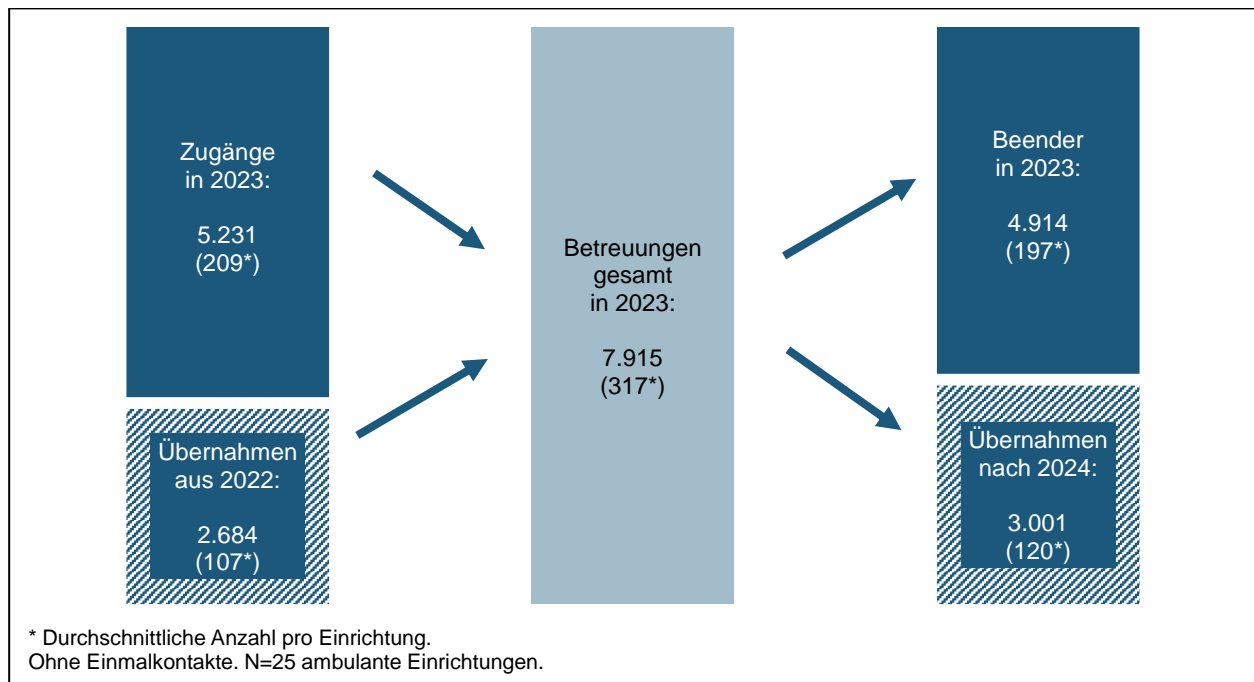 Zugänge
in 2023:
5.231
(209*)
Übernahmen
aus 2022:
2.684
(107*)
Betreuungen
gesamt
in 2023:
7.915
(317*)
Beender
in 2023:
4.914
(197*)
Übernahmen
nach 2024:
3.001
(120*)
* Durchschnittliche Anzahl pro Einrichtung.
Ohne Einmalkontakte. N=25 ambulante Einrichtungen.